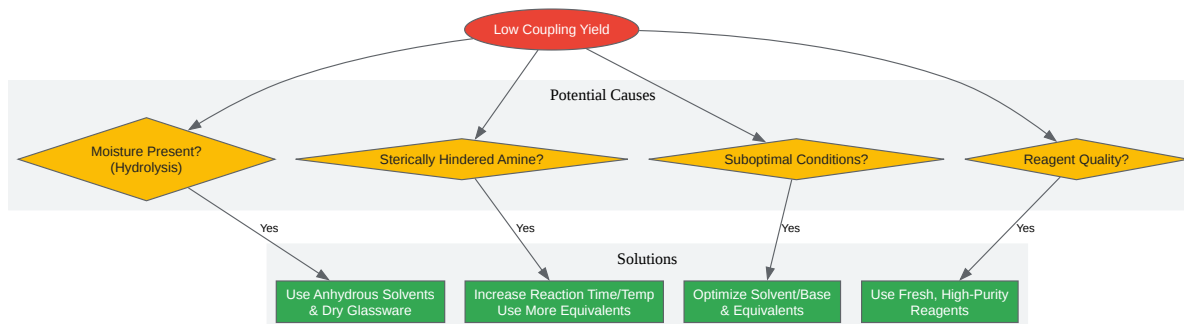 Low Coupling Yield
Potential Causes
Moisture Present?
(Hydrolysis)
Sterically Hindered Amine?
Suboptimal Conditions?
Reagent Quality?
Yes
Yes
Yes
Yes
Solutions
Use Anhydrous Solvents
& Dry Glassware
Increase Reaction Time/Temp
Use More Equivalents
Optimize Solvent/Base
& Equivalents
Use Fresh, High-Purity
Reagents